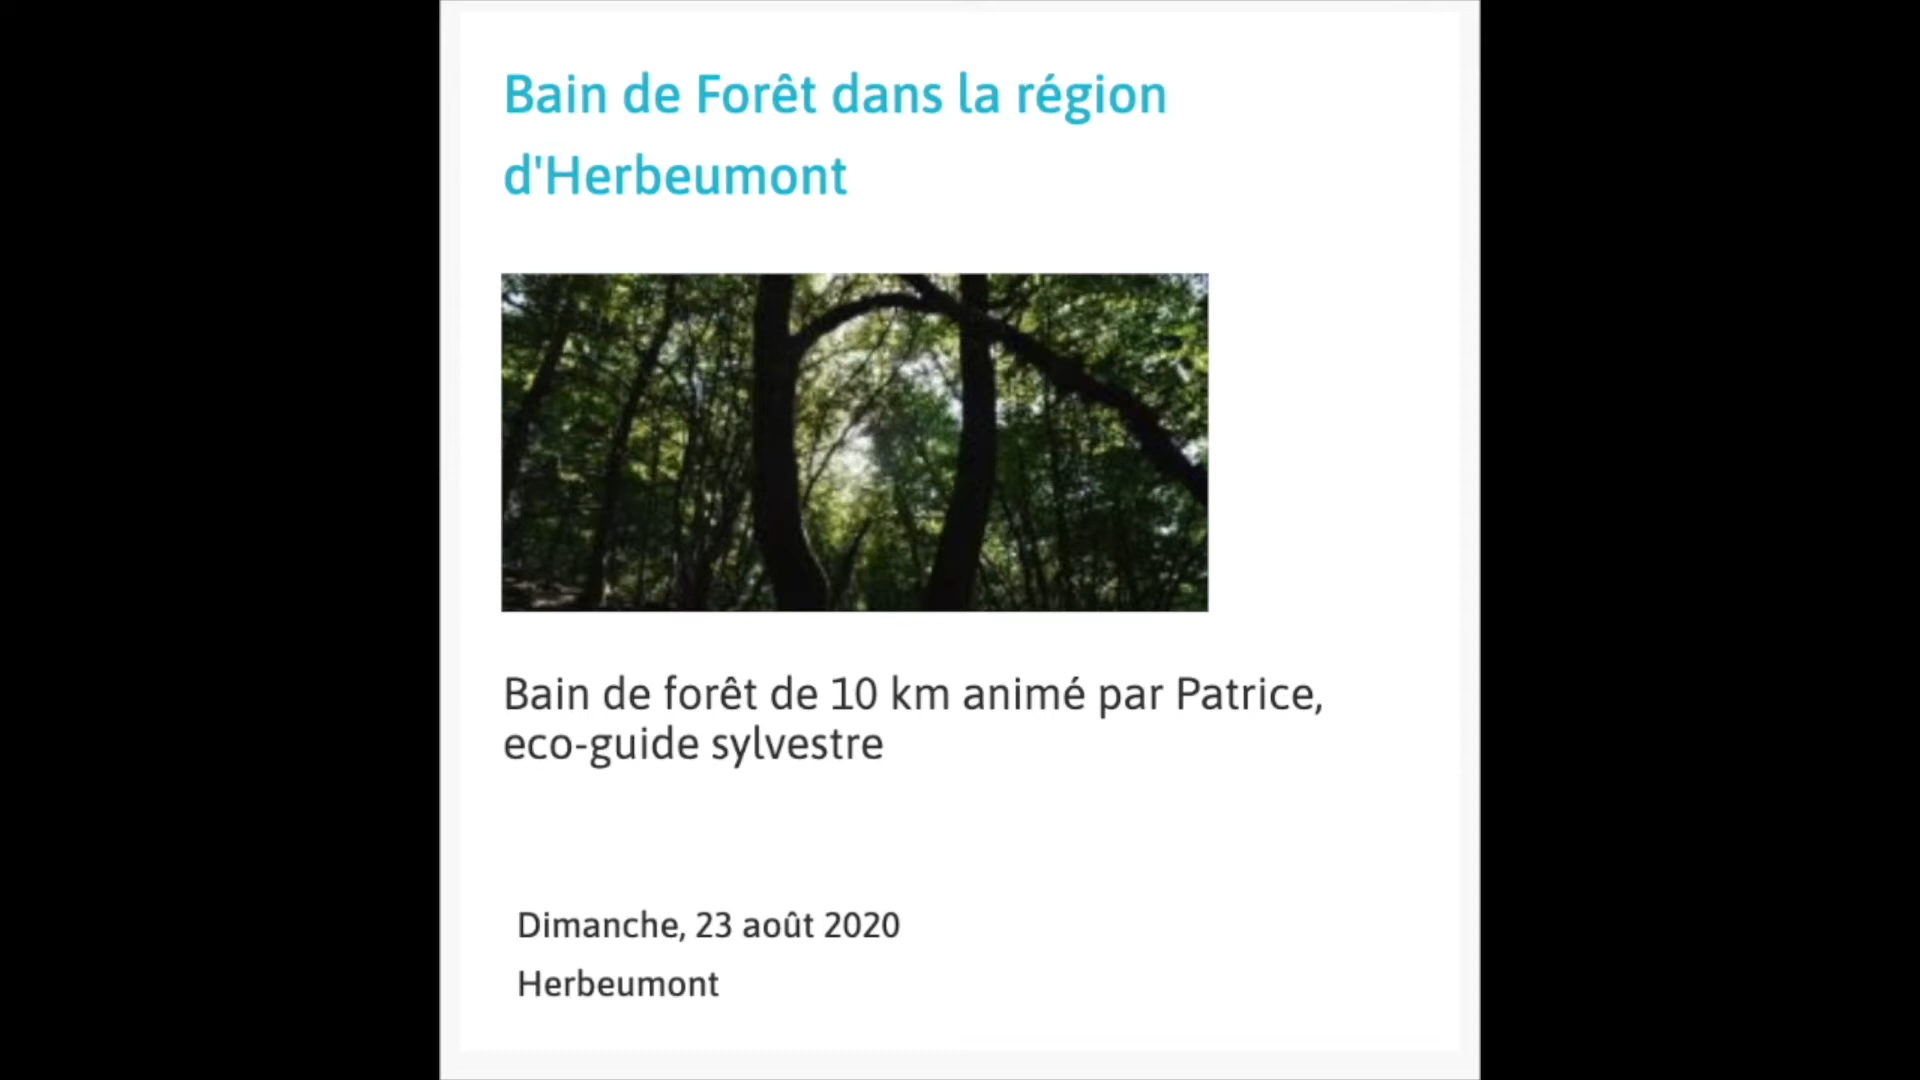 Bain de Forêt dans la région
d'Herbeumont
Bain de forêt de 10 km animé par Patrice,
eco-guide sylvestre
Dimanche, 23 août 2020
Herbeumont